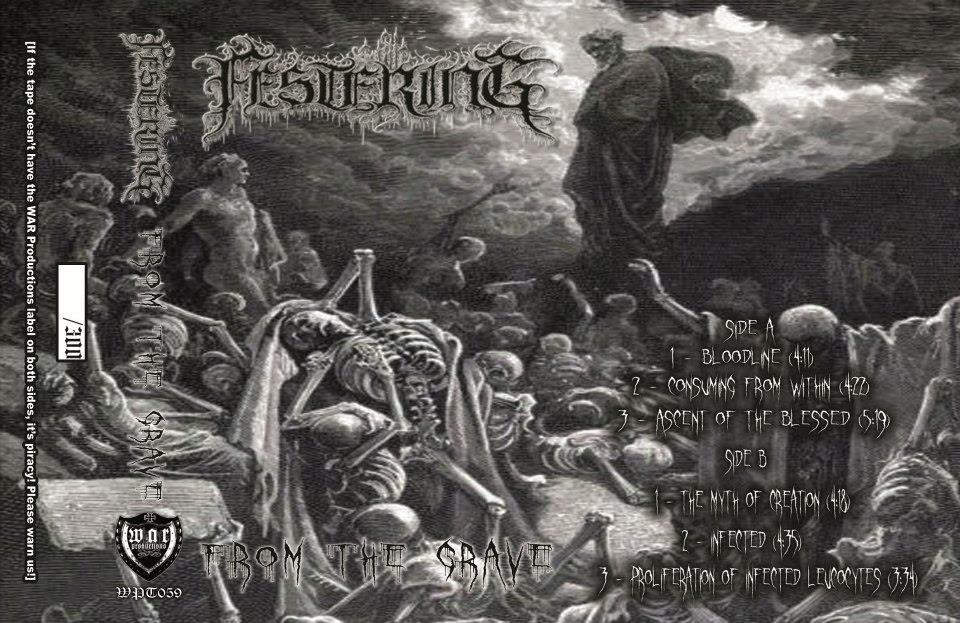 [If the tape doesn't have the WAR Productions label on both sides, it's piracy! Please warn us!]
/300
FESTERING FROM THE GRAVE
war
productions
WPT059
FESTERING
FROM THE GRAVE
SIDE A
1 - BLOODLINE (4:11)
2 - CONSUMING FROM WITHIN (4:22)
3 - ASCENT OF THE BLESSED (5:19)
SIDE B
1 - THE MYTH OF CREATION (4:18)
2 - INFECTED (4:35)
3 - PROLIFERATION OF INFECTED LEUCOCYTES (3:34)